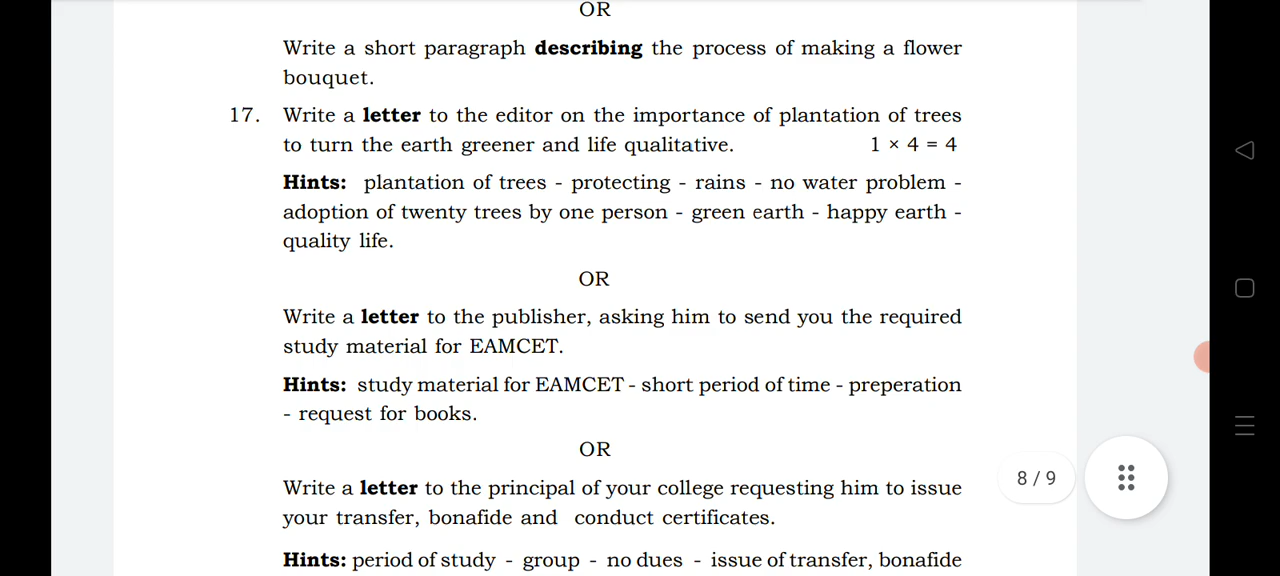 OR
Write a short paragraph describing the process of making a flower
bouquet.
17. Write a letter to the editor on the importance of plantation of trees
to turn the earth greener and life qualitative. 1 × 4 = 4
Hints: plantation of trees - protecting - rains - no water problem -
adoption of twenty trees by one person - green earth - happy earth -
quality life.
OR
Write a letter to the publisher, asking him to send you the required
study material for EAMCET.
Hints: study material for EAMCET - short period of time - preperation
- request for books.
OR
8 / 9
Write a letter to the principal of your college requesting him to issue
your transfer, bonafide and conduct certificates.
Hints: period of study - group - no dues - issue of transfer, bonafide